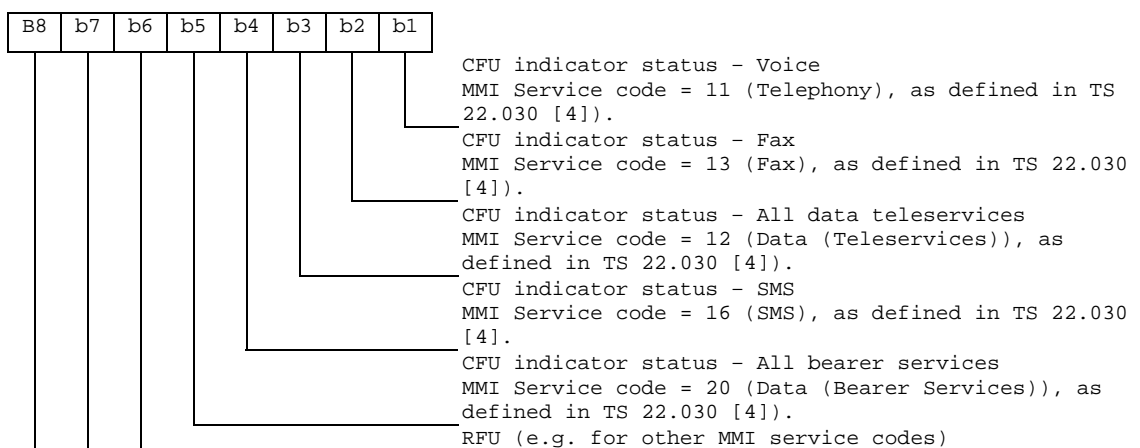 B8 b7 b6 b5 b4 b3 b2 b1
CFU indicator status – Voice
MMI Service code = 11 (Telephony), as defined in TS
22.030 [4]).
CFU indicator status – Fax
MMI Service code = 13 (Fax), as defined in TS 22.030
[4]).
CFU indicator status – All data teleservices
MMI Service code = 12 (Data (Teleservices)), as
defined in TS 22.030 [4]).
CFU indicator status – SMS
MMI Service code = 16 (SMS), as defined in TS 22.030
[4].
CFU indicator status – All bearer services
MMI Service code = 20 (Data (Bearer Services)), as
defined in TS 22.030 [4]).
RFU (e.g. for other MMI service codes)